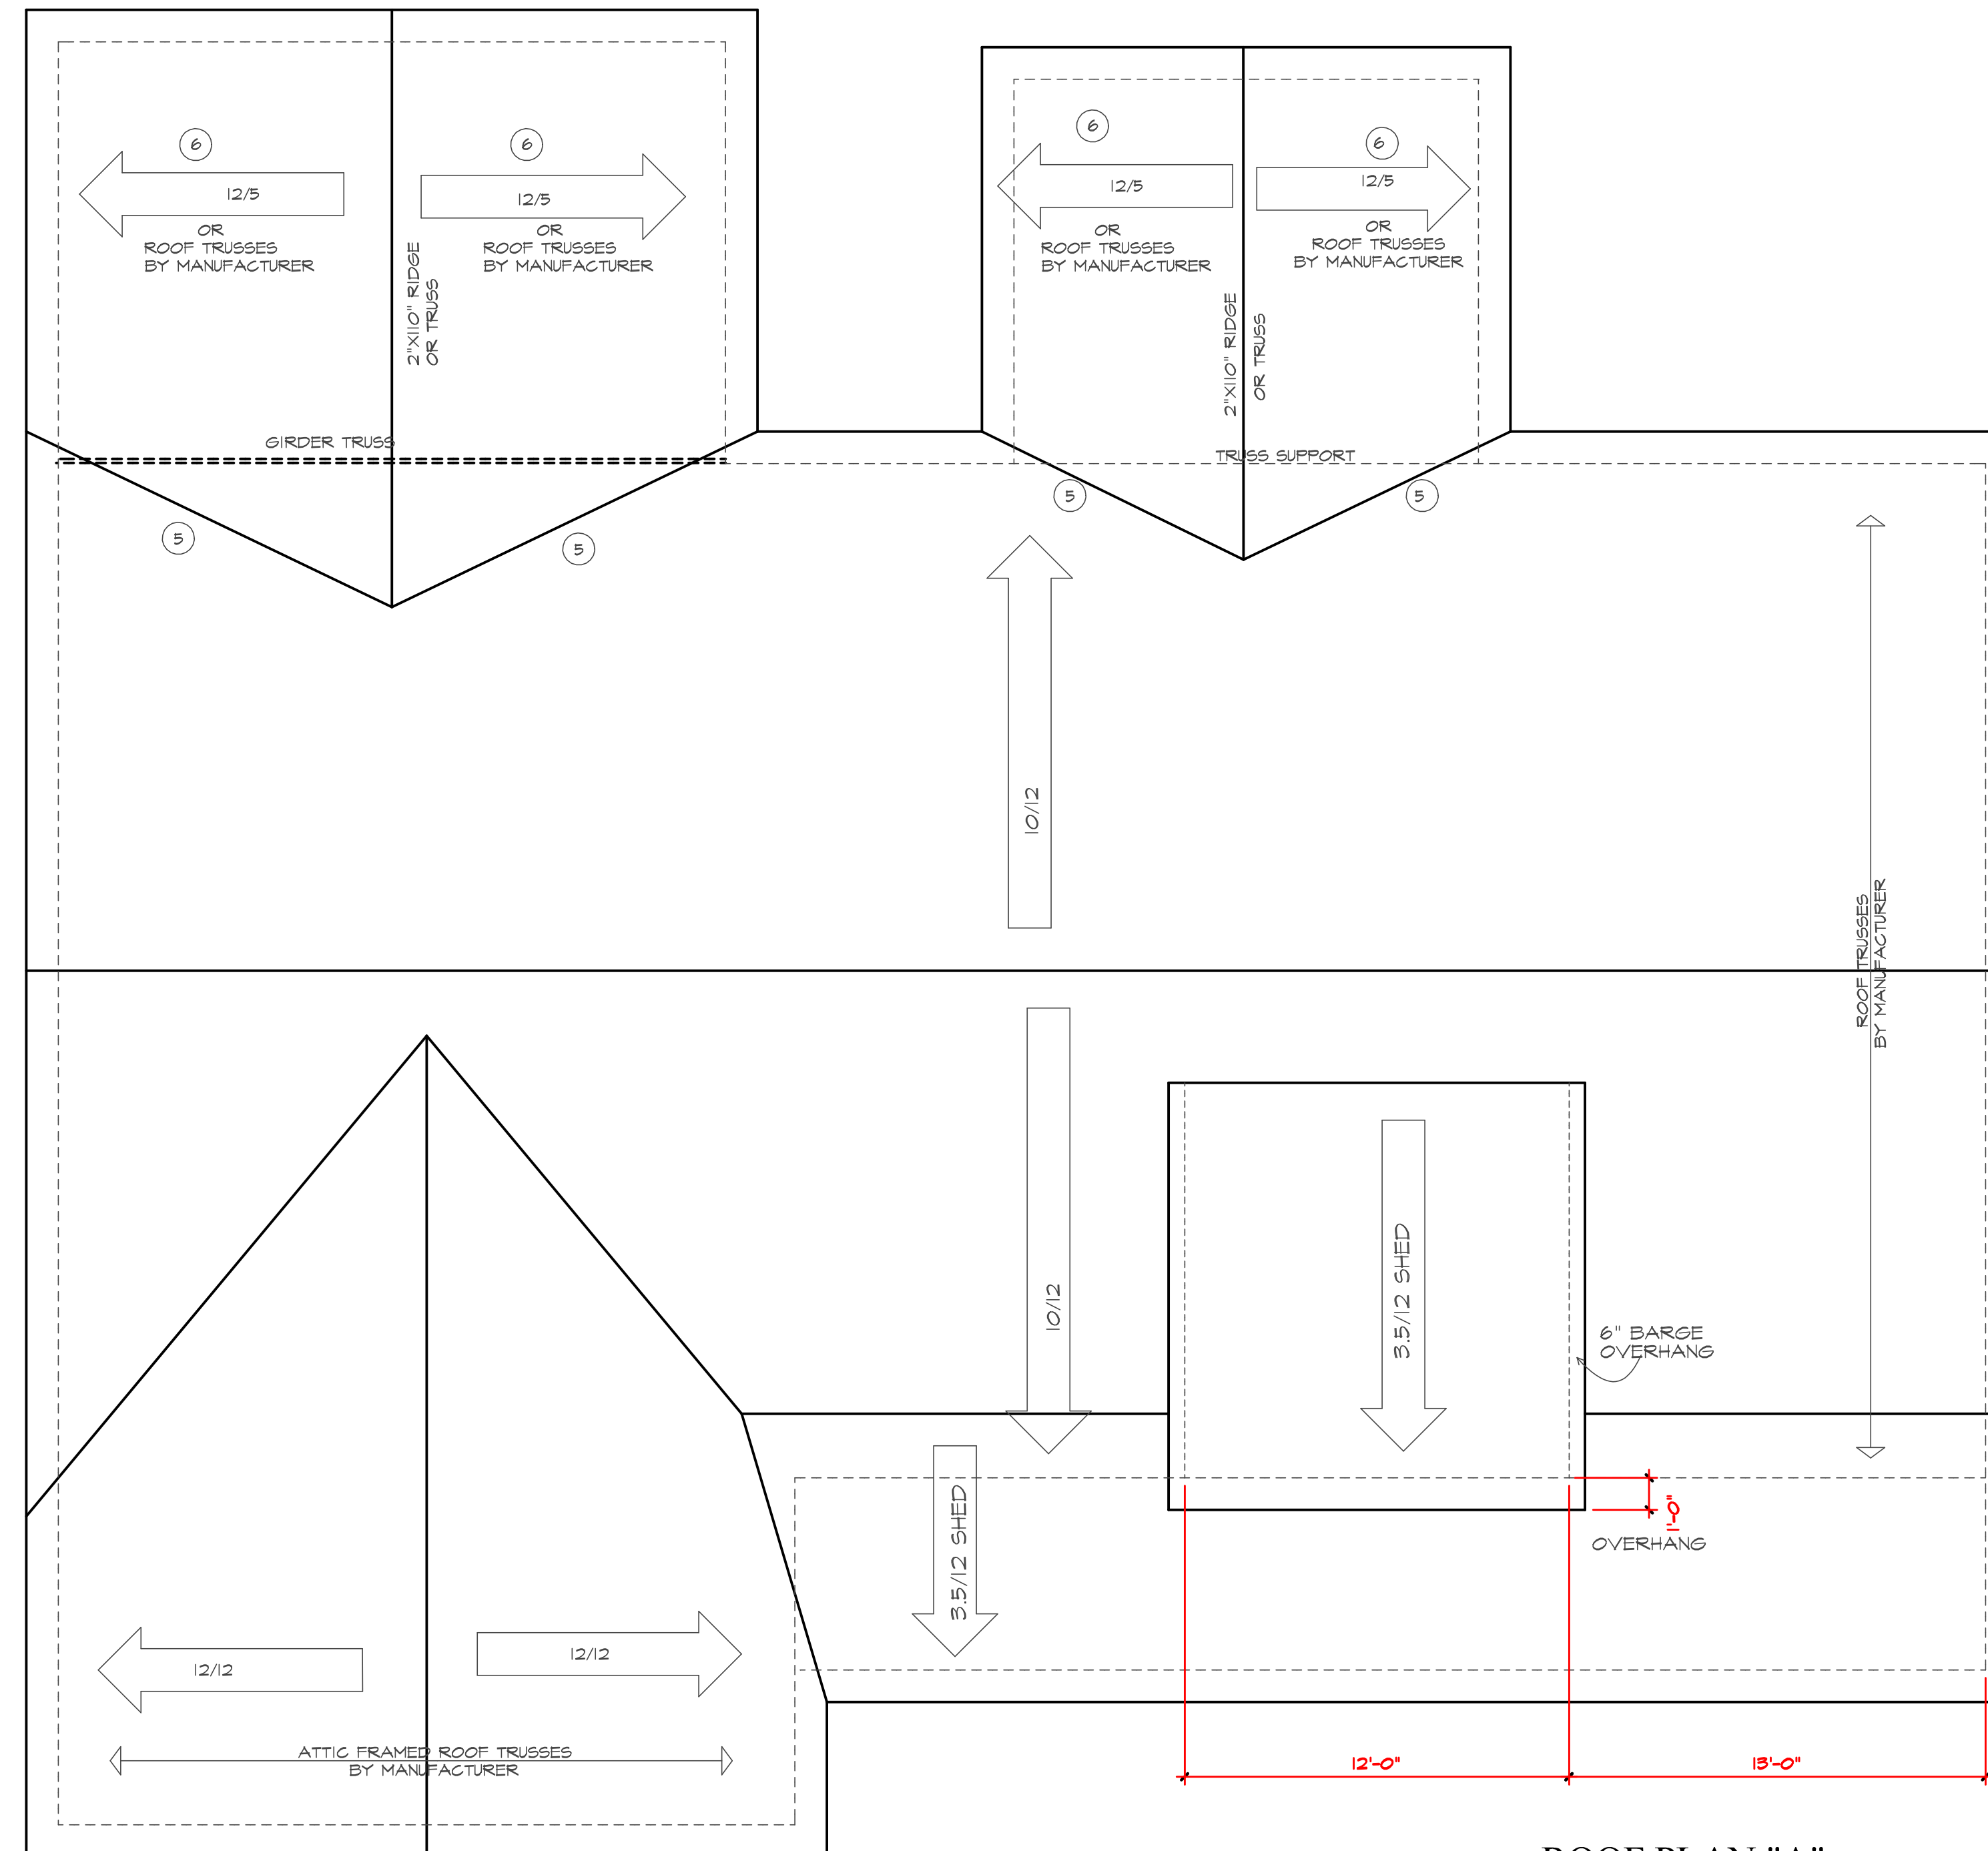 6
6
12/5
12/5
OR
ROOF TRUSSES
BY MANUFACTURER
OR
ROOF TRUSSES
BY MANUFACTURER
2"X110" RIDGE
OR TRUSS
GIRDER TRUSS
5
5
6
6
12/5
12/5
OR
ROOF TRUSSES
BY MANUFACTURER
OR
ROOF TRUSSES
BY MANUFACTURER
2"X110" RIDGE
OR TRUSS
TRUSS SUPPORT
5
5
10/12
ROOF TRUSSES
BY MANUFACTURER
10/12
3.5/12 SHED
6" BARGE
OVERHANG
3.5/12 SHED
1'-0"
OVERHANG
12/12
12/12
ATTIC FRAMED ROOF TRUSSES
BY MANUFACTURER
12'-0"
13'-0"
ROOF PLAN "A"